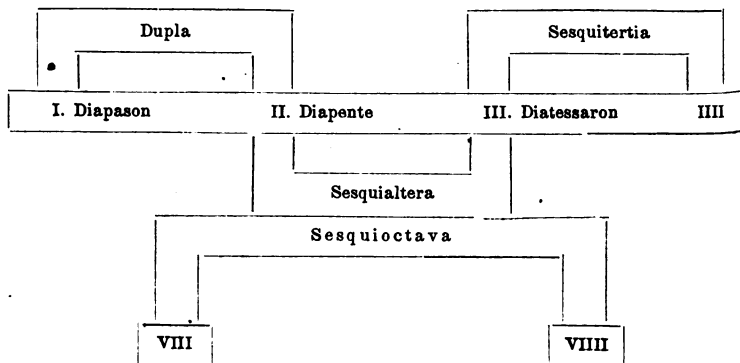 Dupla Sesquitertia
I. Diapason II. Diapente III. Diatessaron IIII
Sesquialtera
Sesquioctava
VIII VIIII